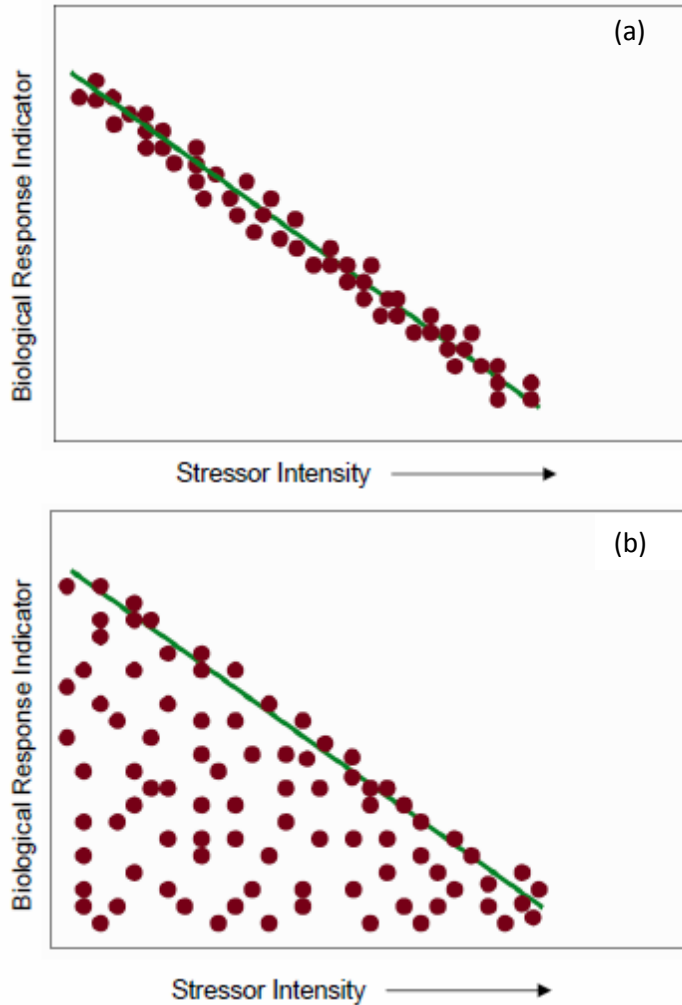 (a)
Biological Response Indicator
Stressor Intensity
(b)
Biological Response Indicator
Stressor Intensity